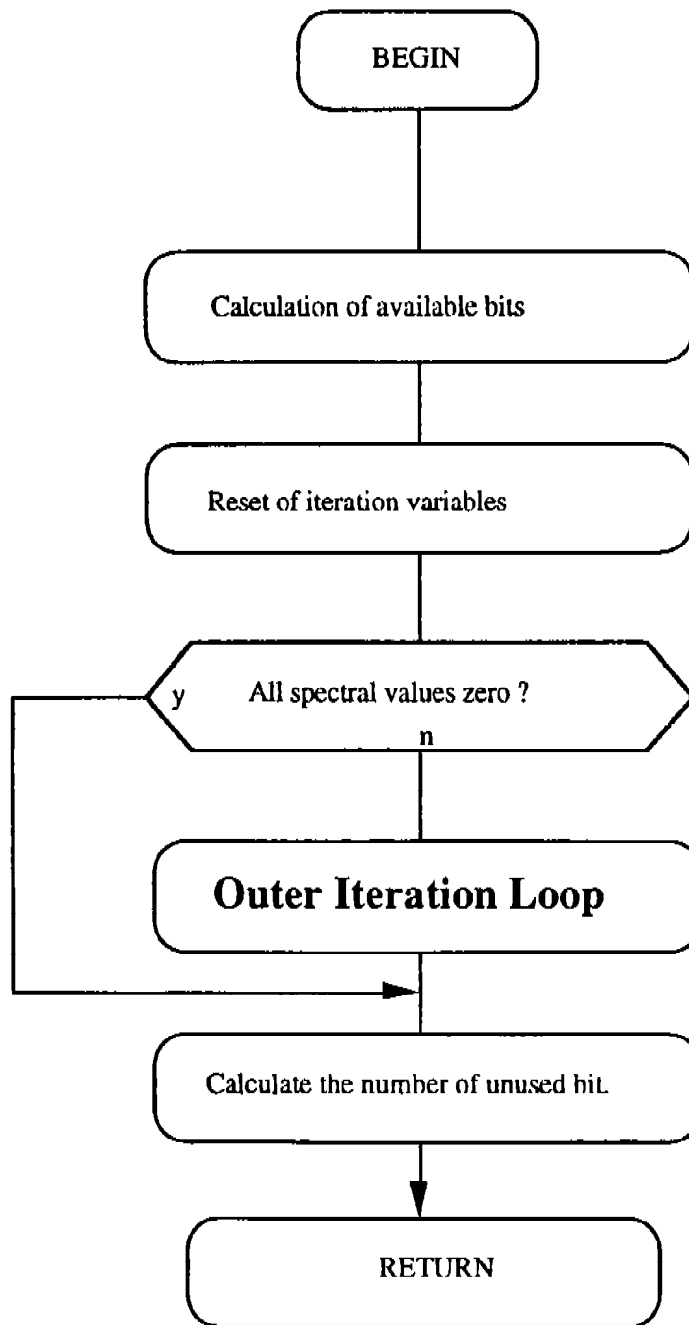 BEGIN
Calculation of available bits
Reset of iteration variables
y All spectral values zero ?
n
Outer Iteration Loop
Calculate the number of unused bit.
RETURN